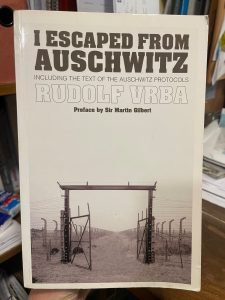 I ESCAPED FROM
AUSCHWITZ
INCLUDING THE TEXT OF THE AUSCHWITZ PROTOCOLS
RUDOLF VRBA
Preface by Sir Martin Gilbert